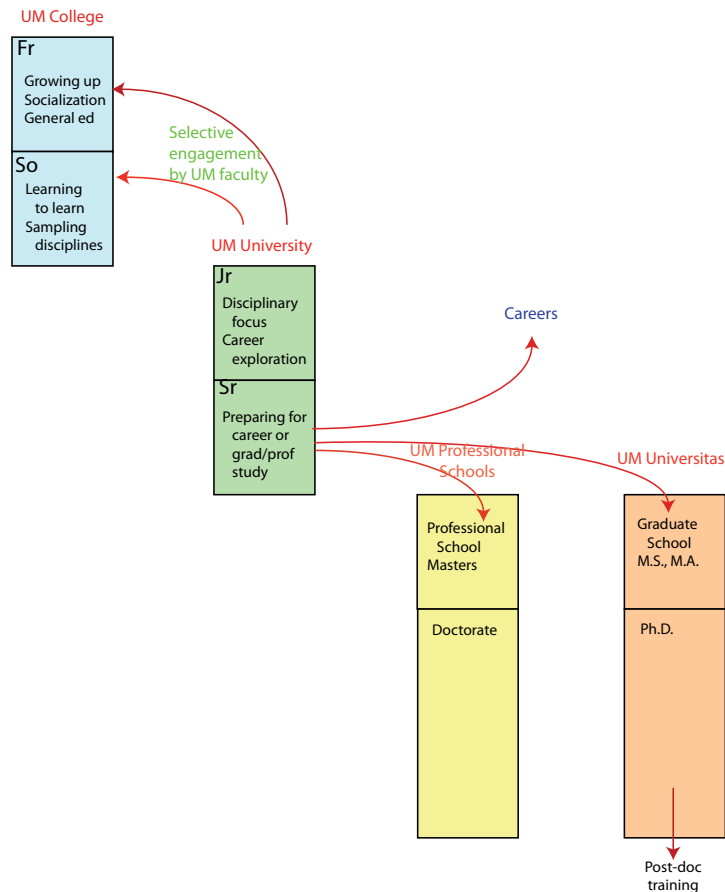 UM College
Fr
Growing up
Socialization
General ed
So
Learning
to learn
Sampling
disciplines
Selective
engagement
by UM faculty
UM University
Jr
Disciplinary
focus
Career
exploration
Sr
Preparing for
career or
grad/prof
study
Careers
UM Professional
Schools
Professional
School
Masters
Doctorate
UM Universitas
Graduate
School
M.S., M.A.
Ph.D.
Post-doc
training